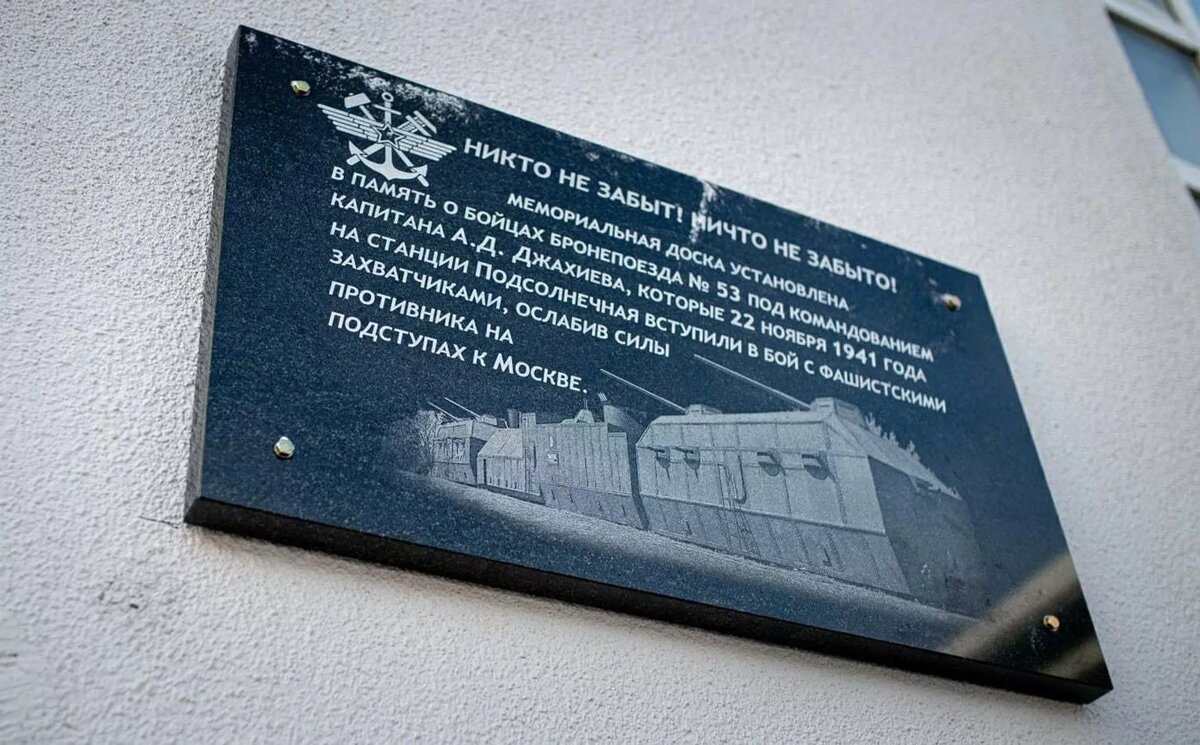 НИКТО НЕ ЗАБЫТ! НИЧТО НЕ ЗАБЫТО!
МЕМОРИАЛЬНАЯ ДОСКА УСТАНОВЛЕНА
В ПАМЯТЬ О БОЙЦАХ БРОНЕПОЕЗДА № 53 ПОД КОМАНДОВАНИЕМ
КАПИТАНА А.Д. ДЖАХИЕВА, КОТОРЫЕ 22 НОЯБРЯ 1941 ГОДА
НА СТАНЦИИ ПОДСОЛНЕЧНАЯ ВСТУПИЛИ В БОЙ С ФАШИСТСКИМИ
ЗАХВАТЧИКАМИ, ОСЛАБИВ СИЛЫ
ПРОТИВНИКА НА
ПОДСТУПАХ К МОСКВЕ.